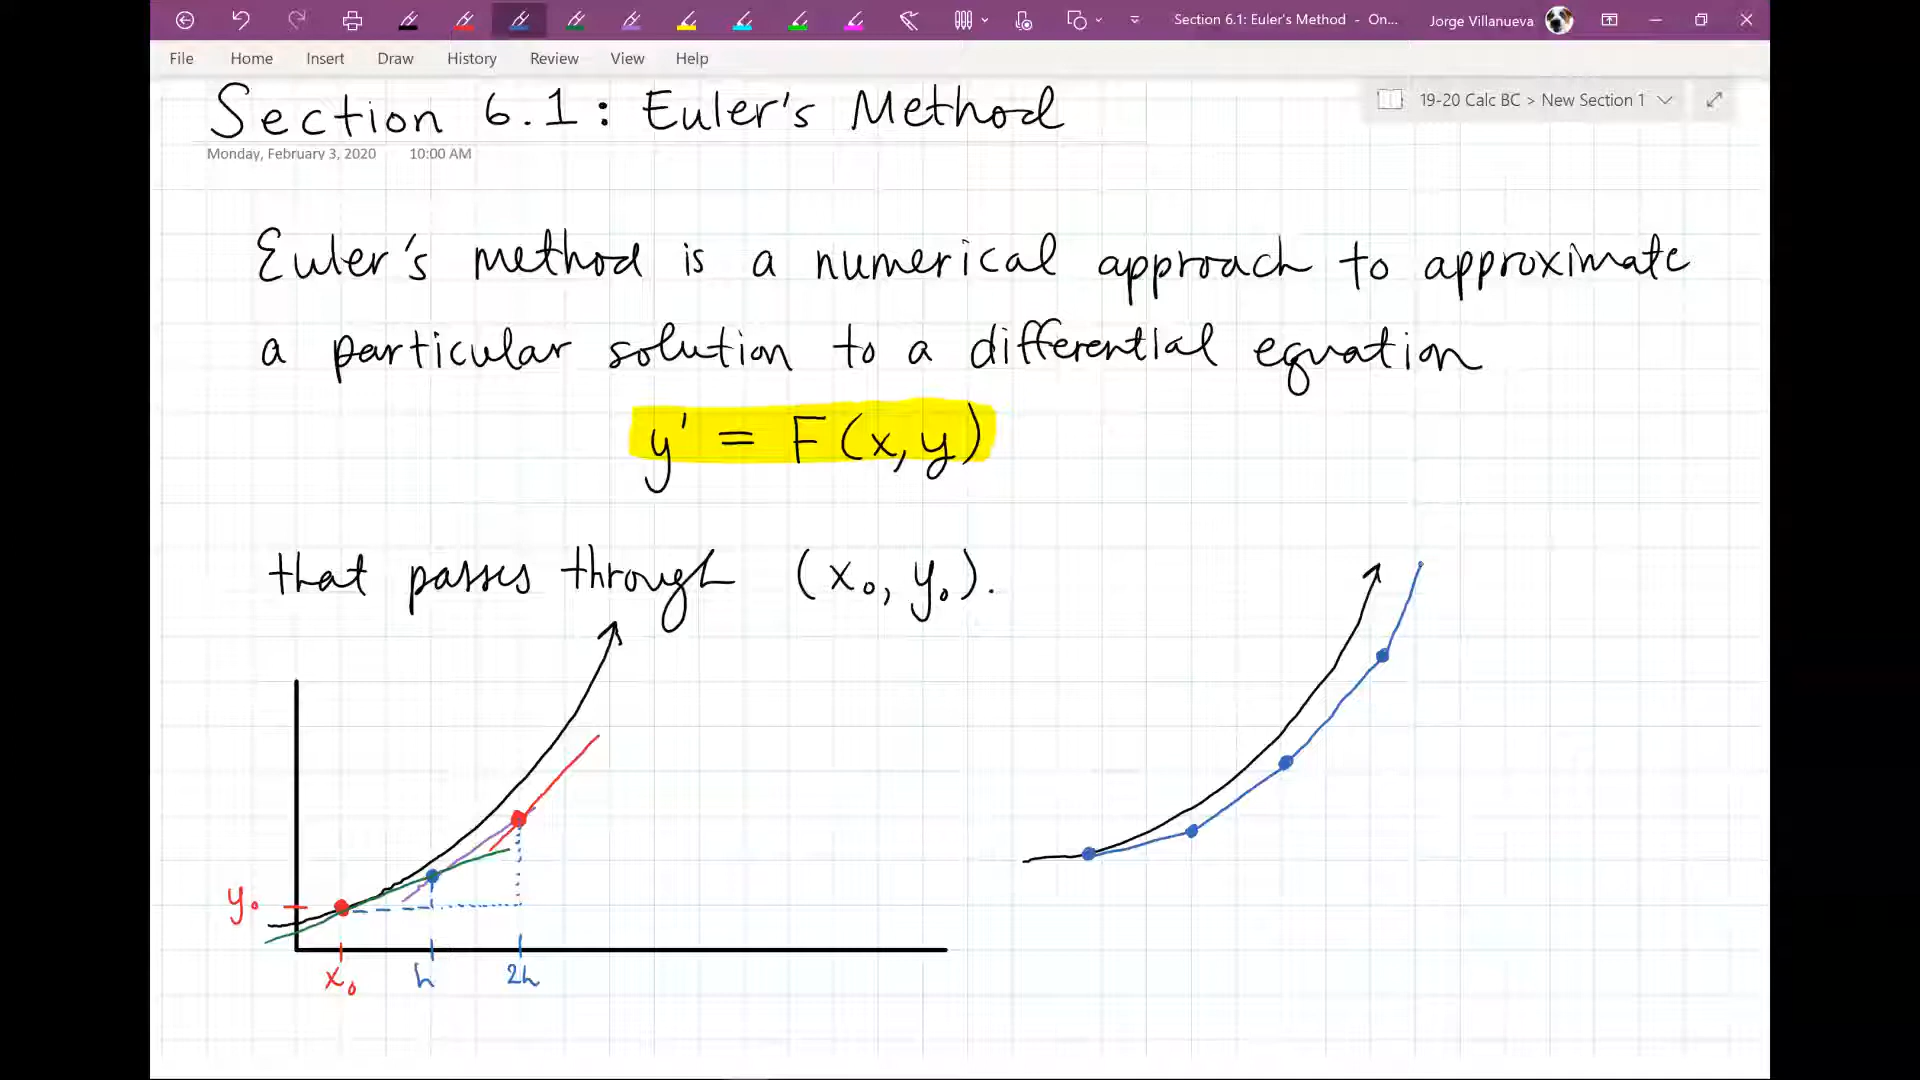 Section 6.1: Euler's Method - On...
Jorge Villanueva
File Home Insert Draw History Review View Help
Section 6.1: Euler's Method
19-20 Calc BC > New Section 1
Monday, February 3, 2020 10:00 AM
Euler's method is a numerical approach to approximate
a particular solution to a differential equation
y' = F(x, y)
that passes through (x₀, y₀).
y₀
x₀ h 2h